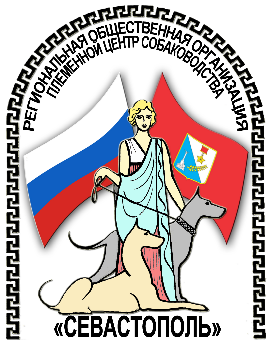 РЕГИОНАЛЬНАЯ ОБЩЕСТВЕННАЯ ОРГАНИЗАЦИЯ
ПЛЕМЕННОЙ ЦЕНТР СОБАКОВОДСТВА
«СЕВАСТОПОЛЬ»